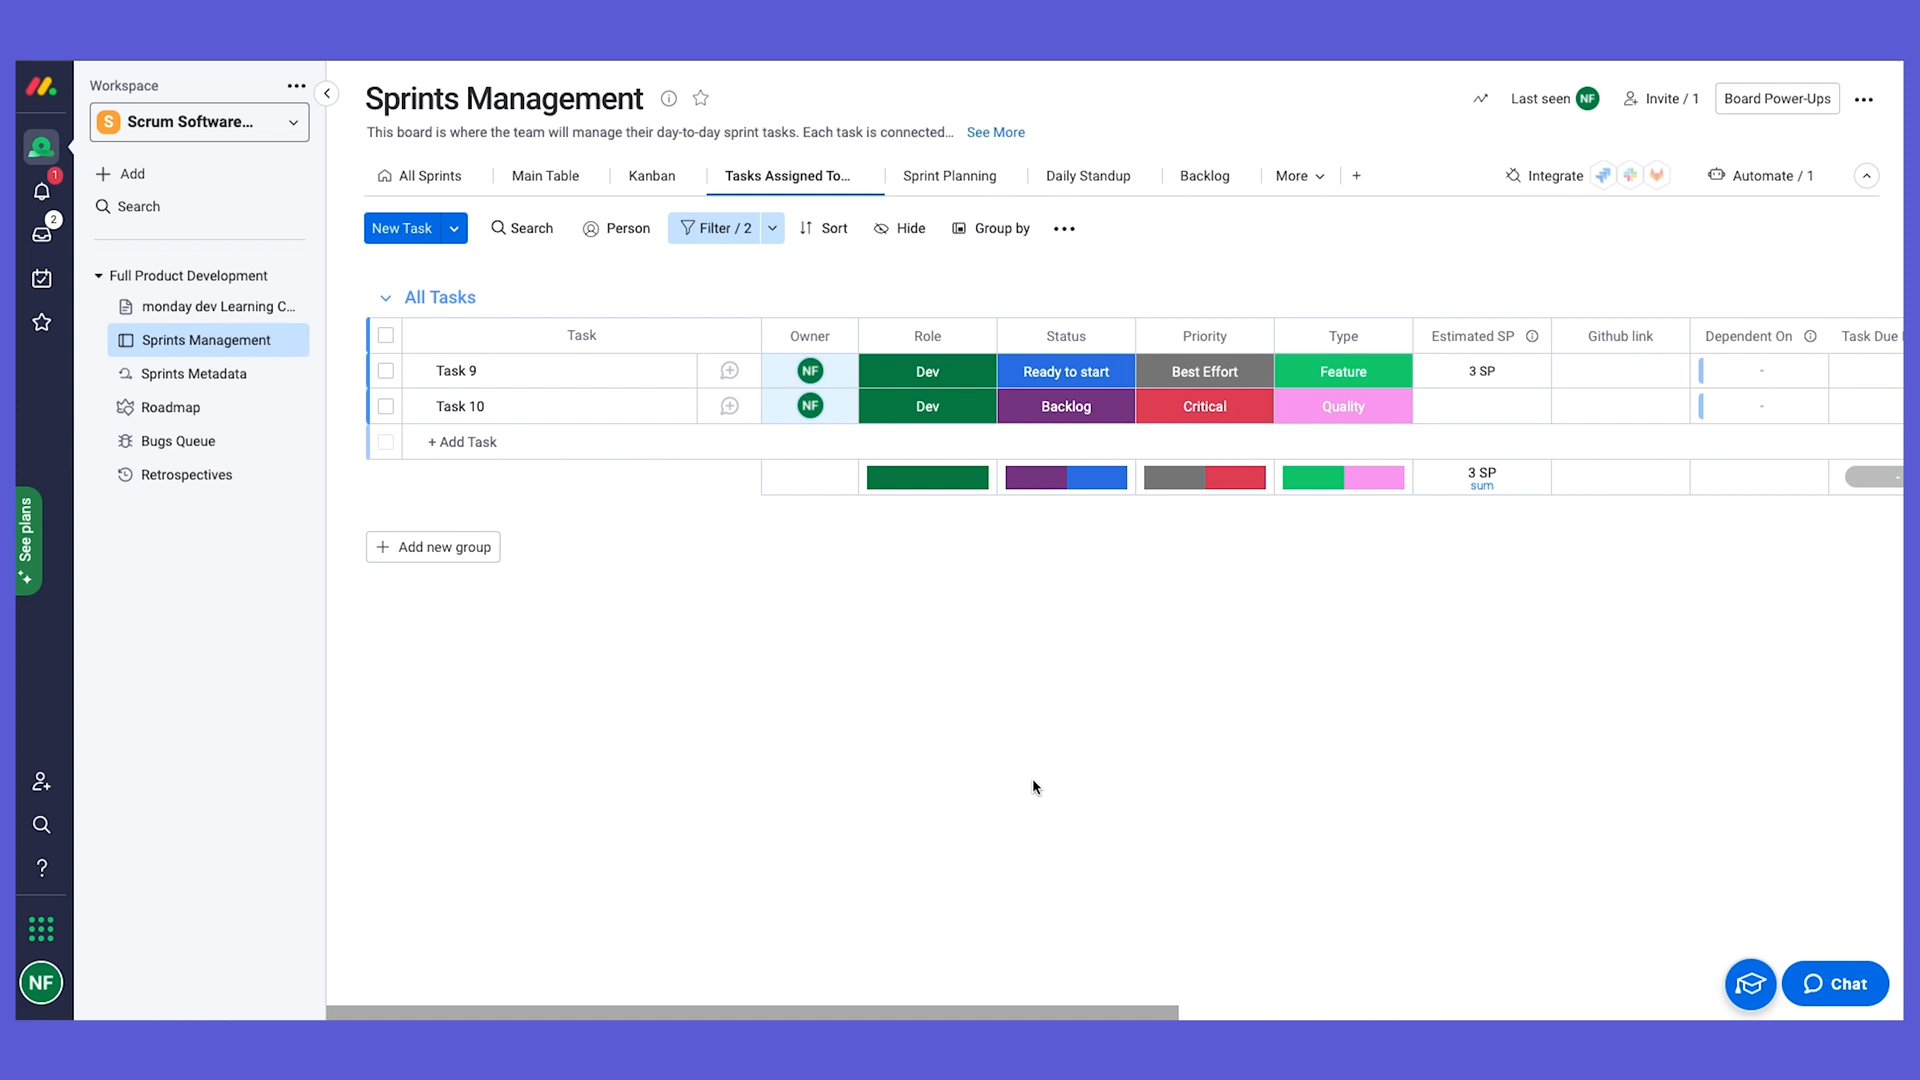 Workspace
S Scrum Software...
Add
Search
Full Product Development
monday dev Learning C...
Sprints Management
Sprints Metadata
Roadmap
Bugs Queue
Retrospectives
1
2
See plans
?
NF
Sprints Management
Last seen NF
Invite / 1
Board Power-Ups
This board is where the team will manage their day-to-day sprint tasks. Each task is connected... See More
All Sprints
Main Table
Kanban
Tasks Assigned To...
Sprint Planning
Daily Standup
Backlog
More
+
Integrate
Automate / 1
New Task
Search
Person
Filter / 2
Sort
Hide
Group by
All Tasks
Task Owner Role Status Priority Type Estimated SP Github link Dependent On Task Due
Task 9 NF Dev Ready to start Best Effort Feature 3 SP -
Task 10 NF Dev Backlog Critical Quality -
+ Add Task
3 SP
sum
-
+ Add new group
Chat